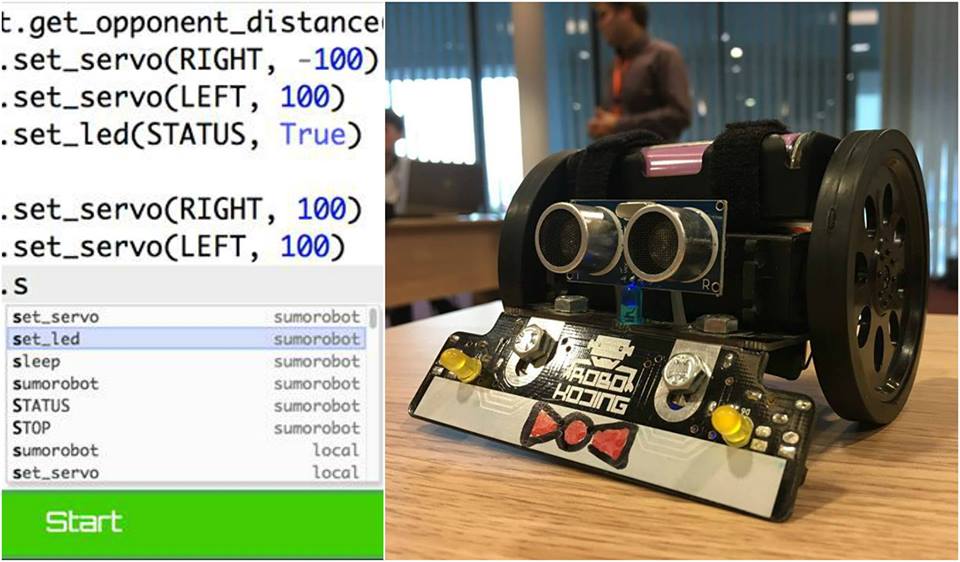 t.get_opponent_distance(
.set_servo(RIGHT, -100)
.set_servo(LEFT, 100)
.set_led(STATUS, True)
.set_servo(RIGHT, 100)
.set_servo(LEFT, 100)
.s
set_servo sumorobot
set_led sumorobot
sleep sumorobot
sumorobot sumorobot
STATUS sumorobot
STOP sumorobot
sumorobot local
set_servo local
Start
ROBO
KODING